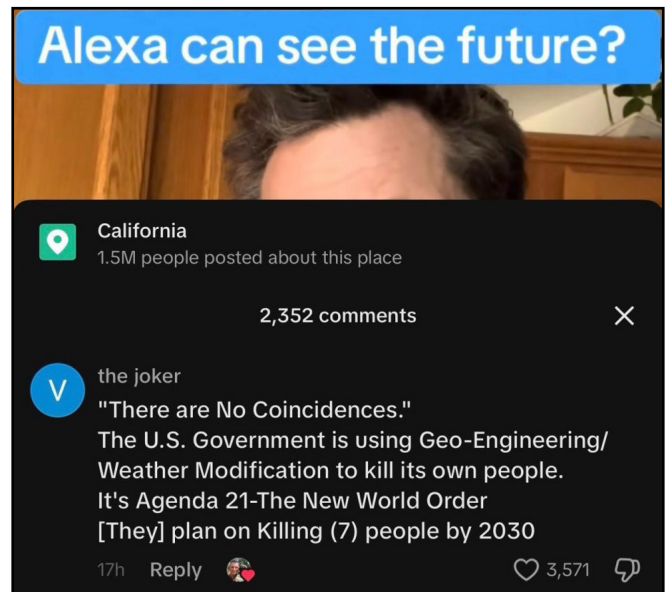 Alexa can see the future?
California
1.5M people posted about this place
2,352 comments
V
the joker
"There are No Coincidences."
The U.S. Government is using Geo-Engineering/
Weather Modification to kill its own people.
It's Agenda 21-The New World Order
[They] plan on Killing (7) people by 2030
17h Reply 3,571